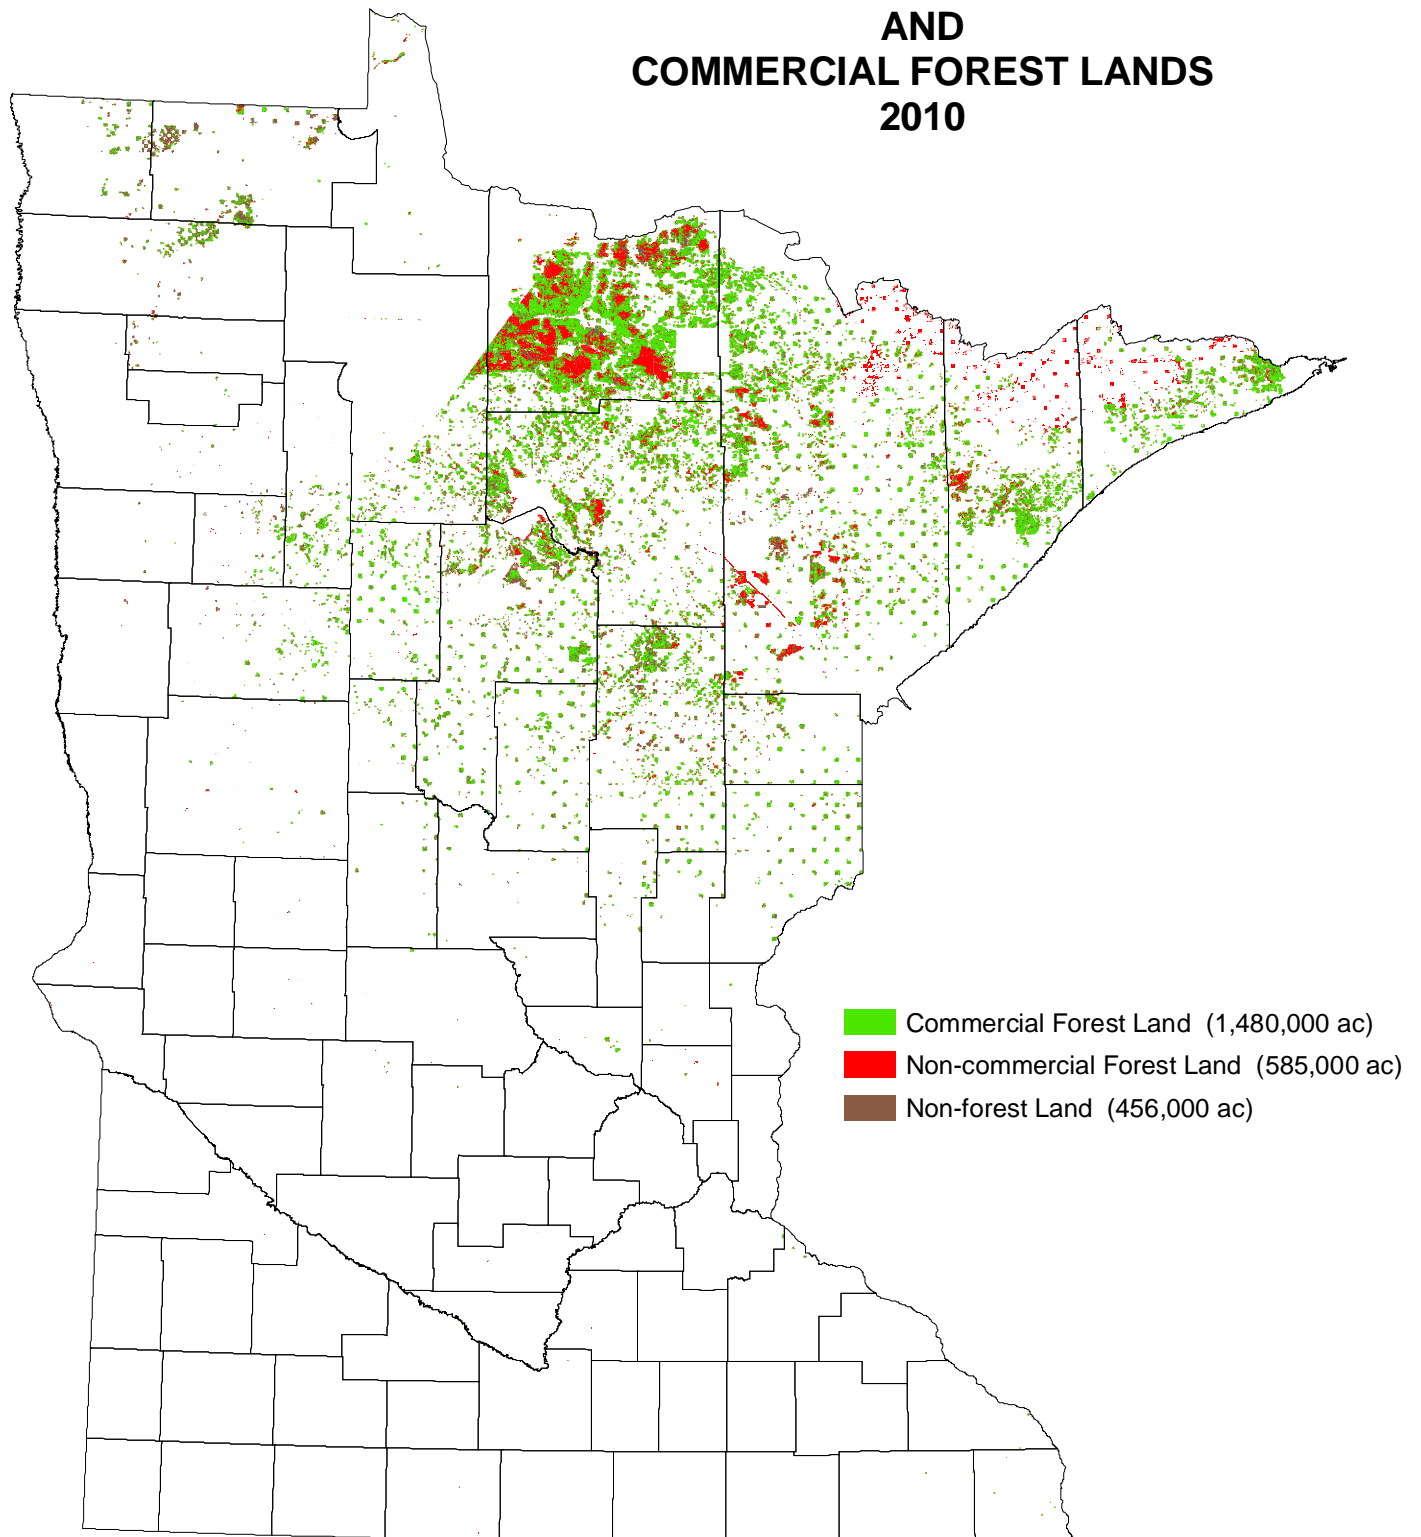 AND
COMMERCIAL FOREST LANDS
2010
Commercial Forest Land (1,480,000 ac)
Non-commercial Forest Land (585,000 ac)
Non-forest Land (456,000 ac)